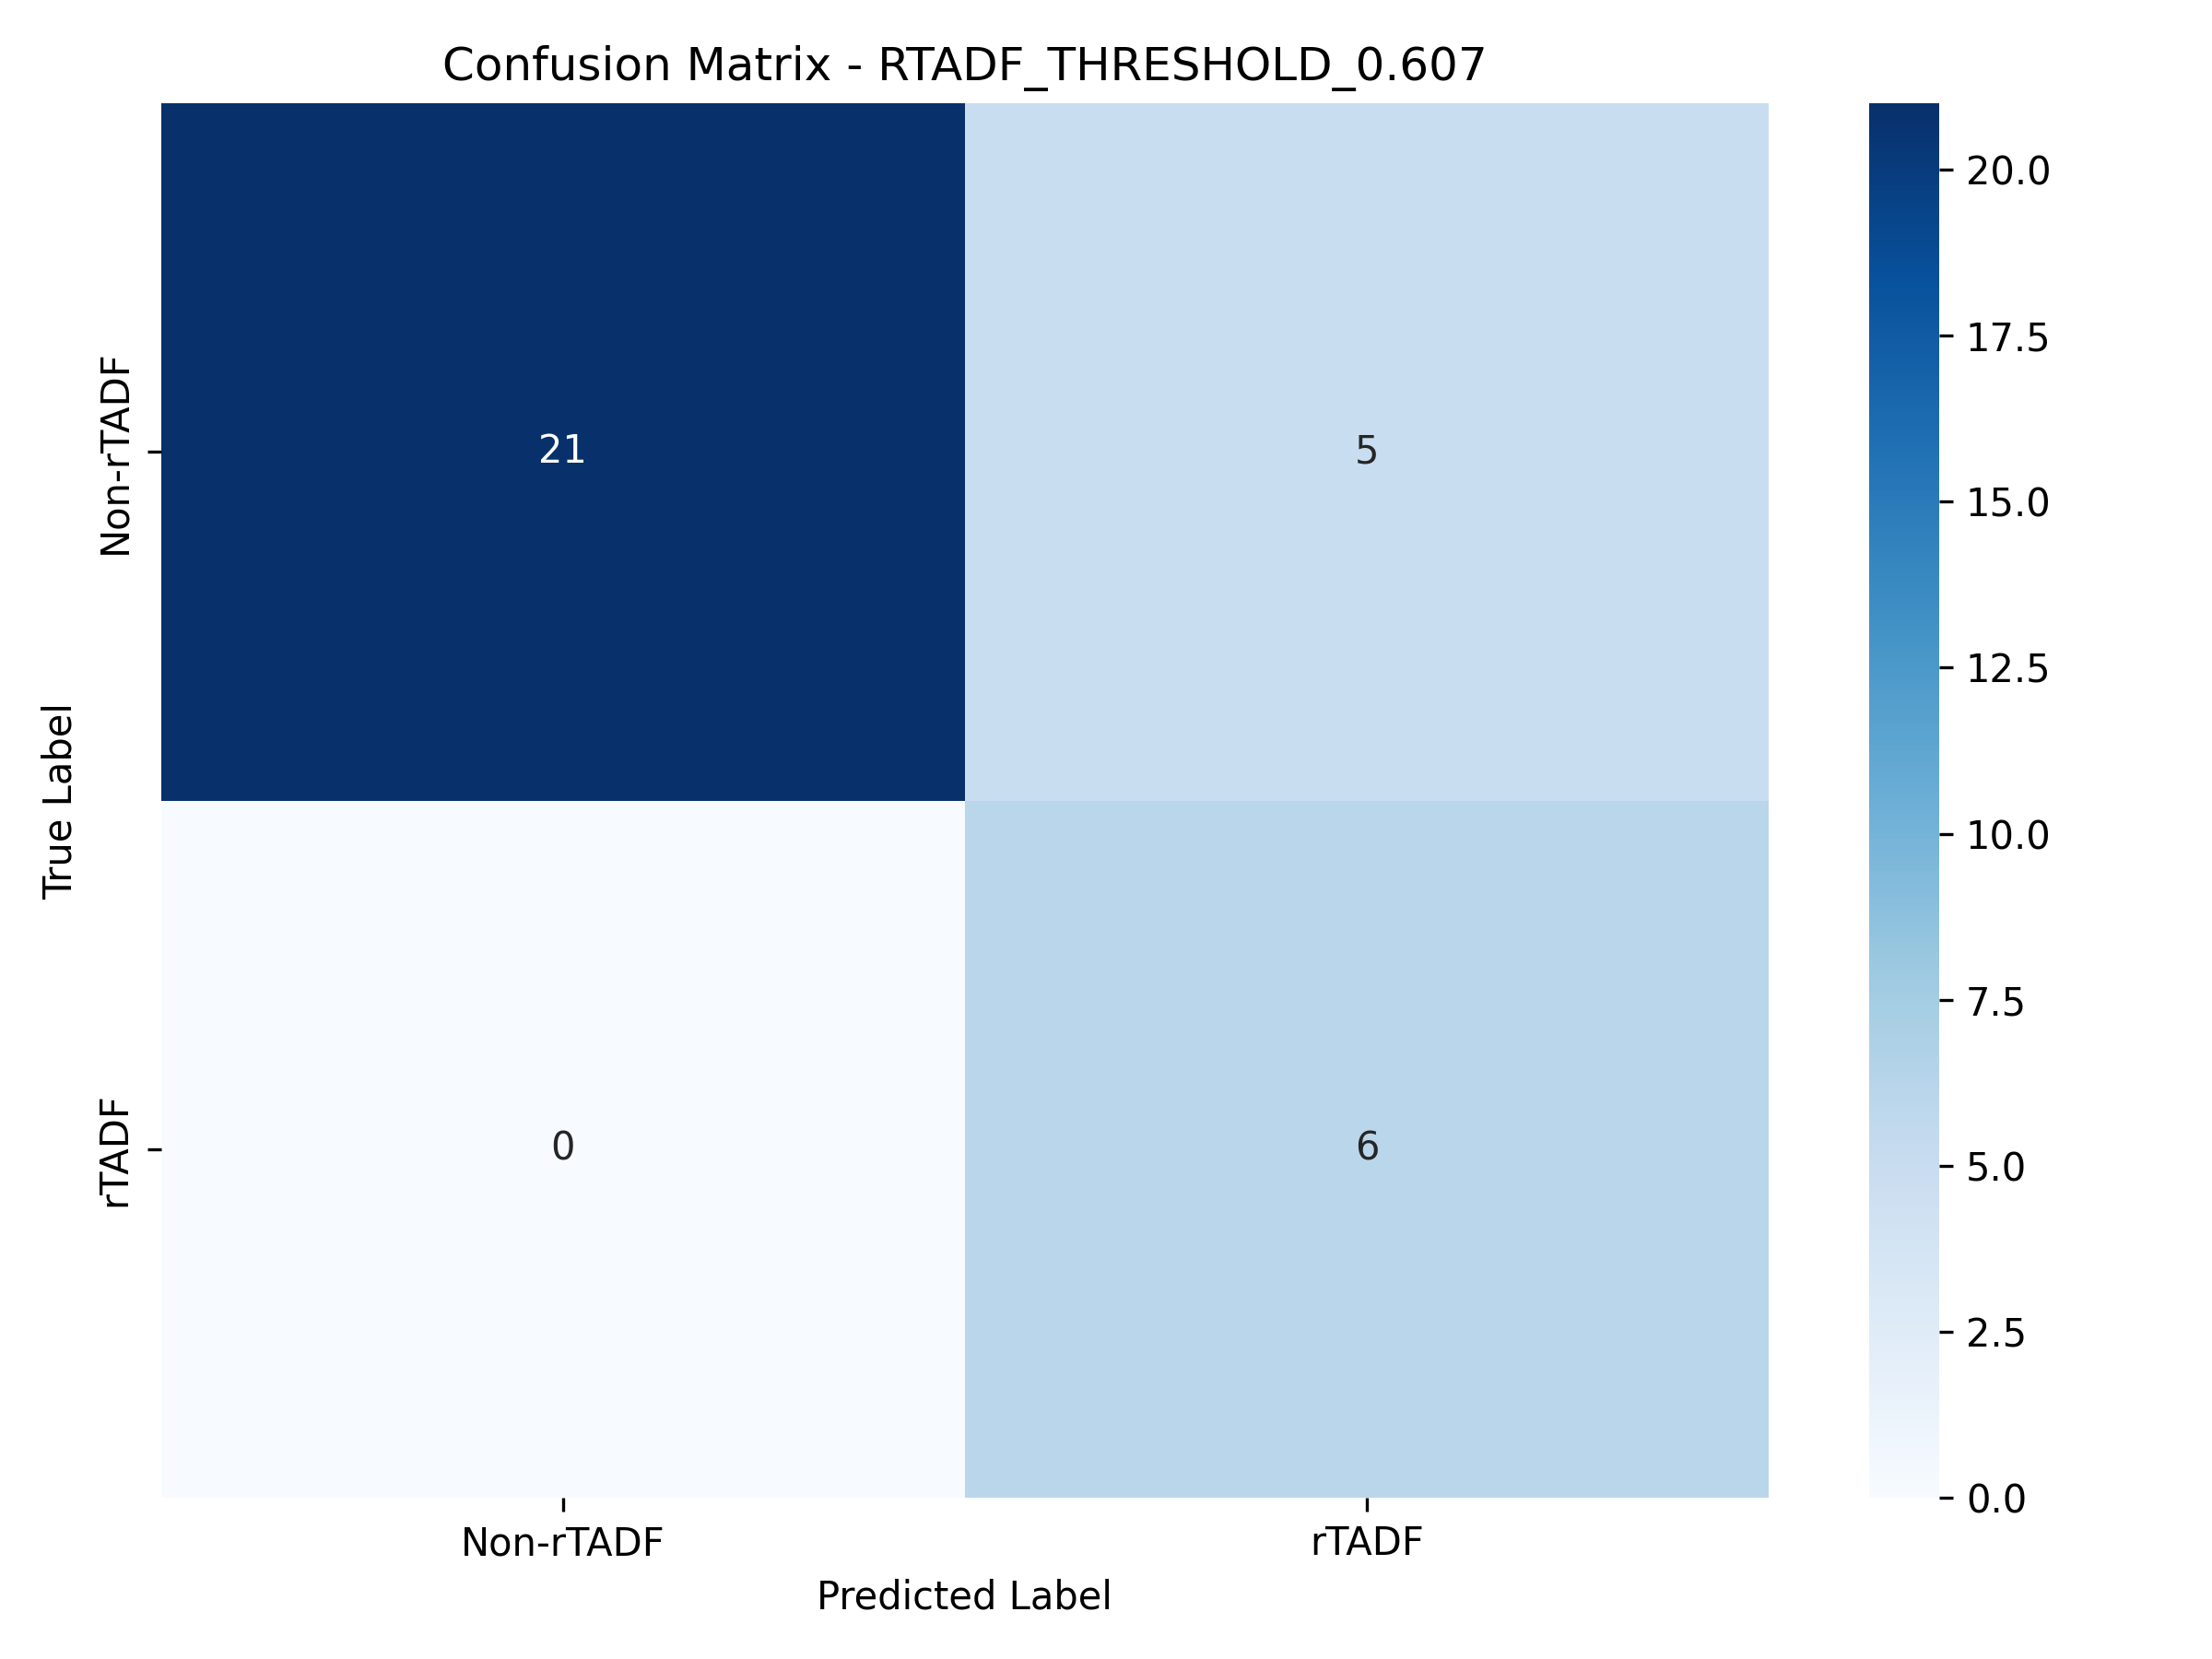 Confusion Matrix - RTADF_THRESHOLD_0.607
True Label
Non-rTADF
rTADF
21
5
0
6
Non-rTADF
rTADF
Predicted Label
20.0
17.5
15.0
12.5
10.0
7.5
5.0
2.5
0.0